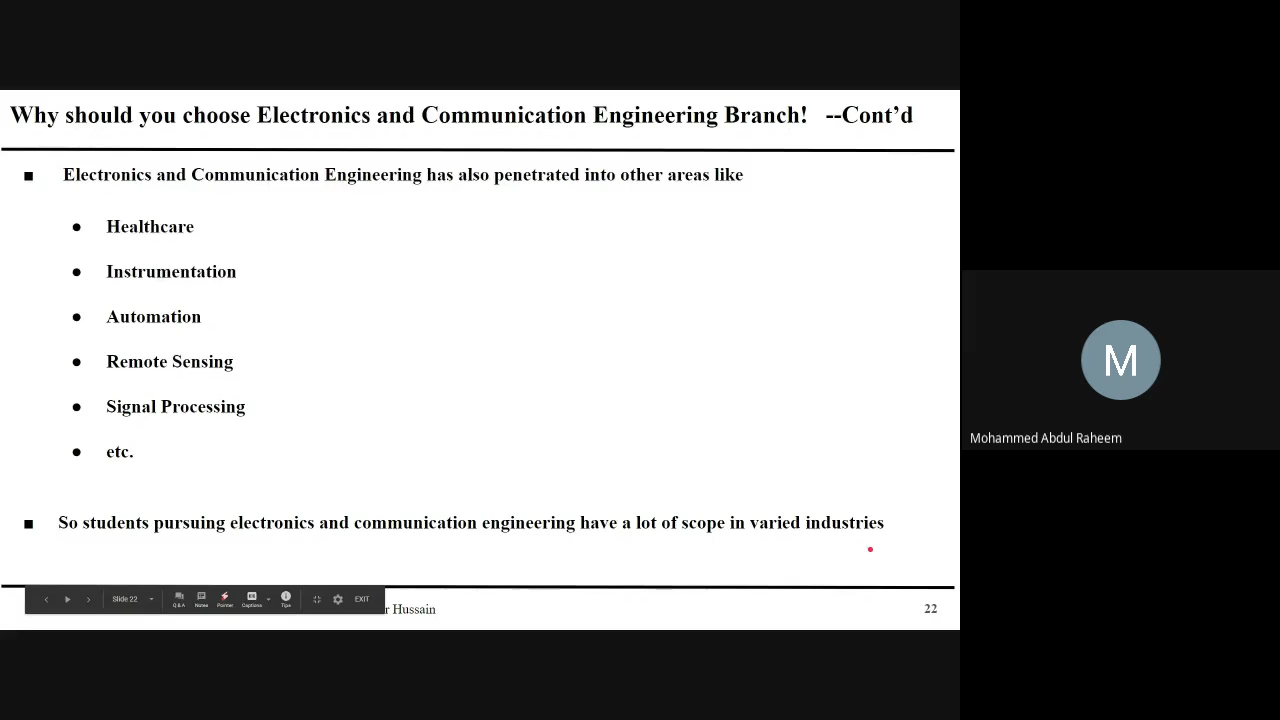 Why should you choose Electronics and Communication Engineering Branch! --Cont’d
■ Electronics and Communication Engineering has also penetrated into other areas like
● Healthcare
● Instrumentation
● Automation
● Remote Sensing
● Signal Processing
● etc.
■ So students pursuing electronics and communication engineering have a lot of scope in varied industries
Slide 22
Q & A
Notes
Pointer
Captions
Tips
EXIT
r Hussain
22
M
Mohammed Abdul Raheem